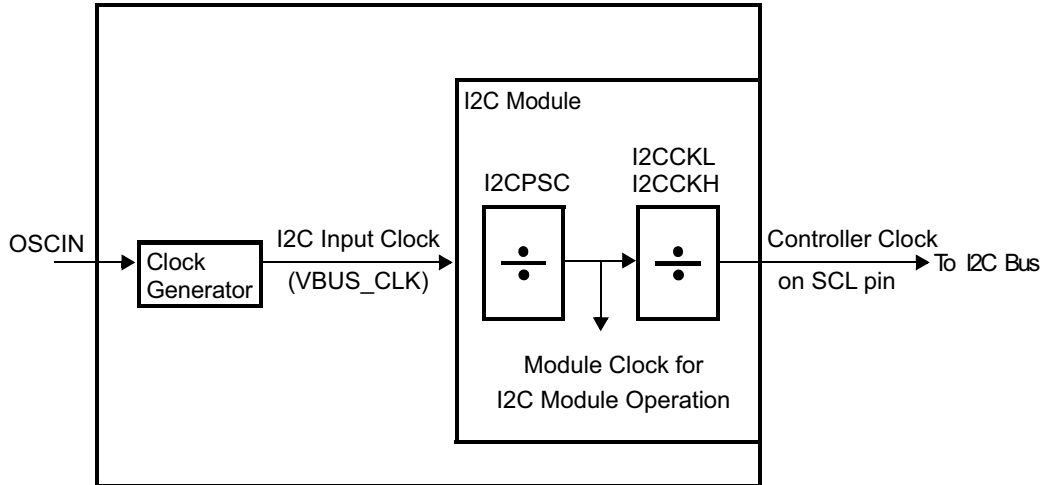 I2C Module
I2CPSC
I2CCKL
I2CCKH
OSCIN
Clock
Generator
I2C Input Clock
(VBUS_CLK)
Controller Clock
on SCL pin
To I2C Bus
Module Clock for
I2C Module Operation